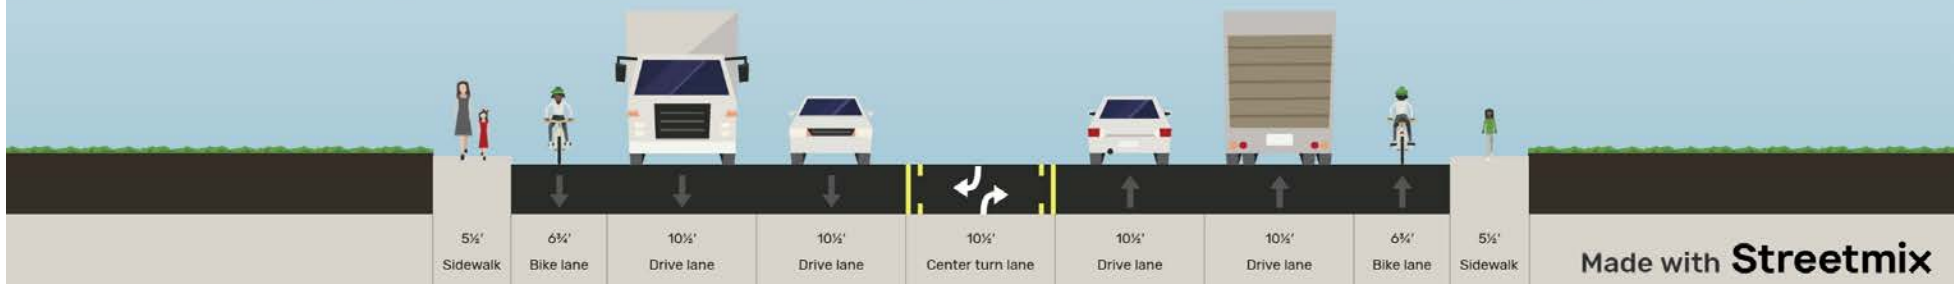 5½'
Sidewalk
6¾'
Bike lane
10½'
Drive lane
10½'
Drive lane
10½'
Center turn lane
10½'
Drive lane
10½'
Drive lane
6¾'
Bike lane
5½'
Sidewalk
Made with Streetmix